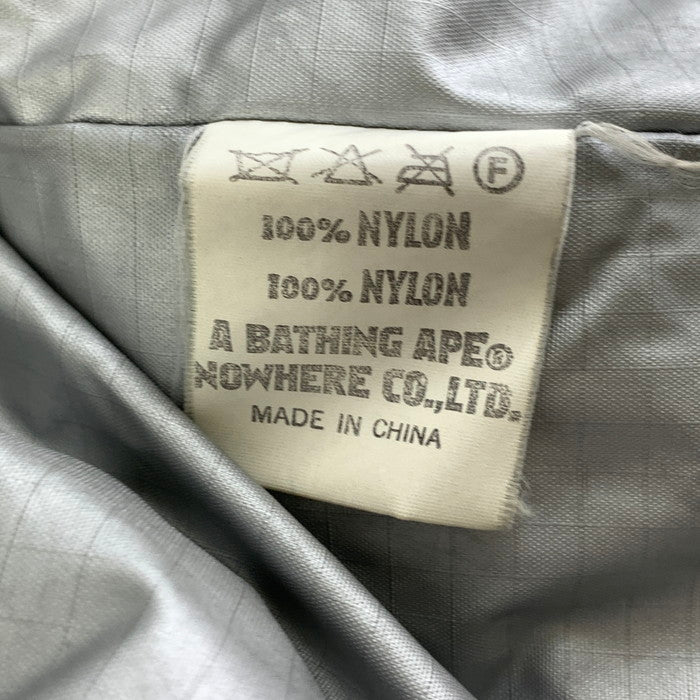 F
100% NYLON
100% NYLON
A BATHING APE®
NOWHERE CO.,LTD.
MADE IN CHINA